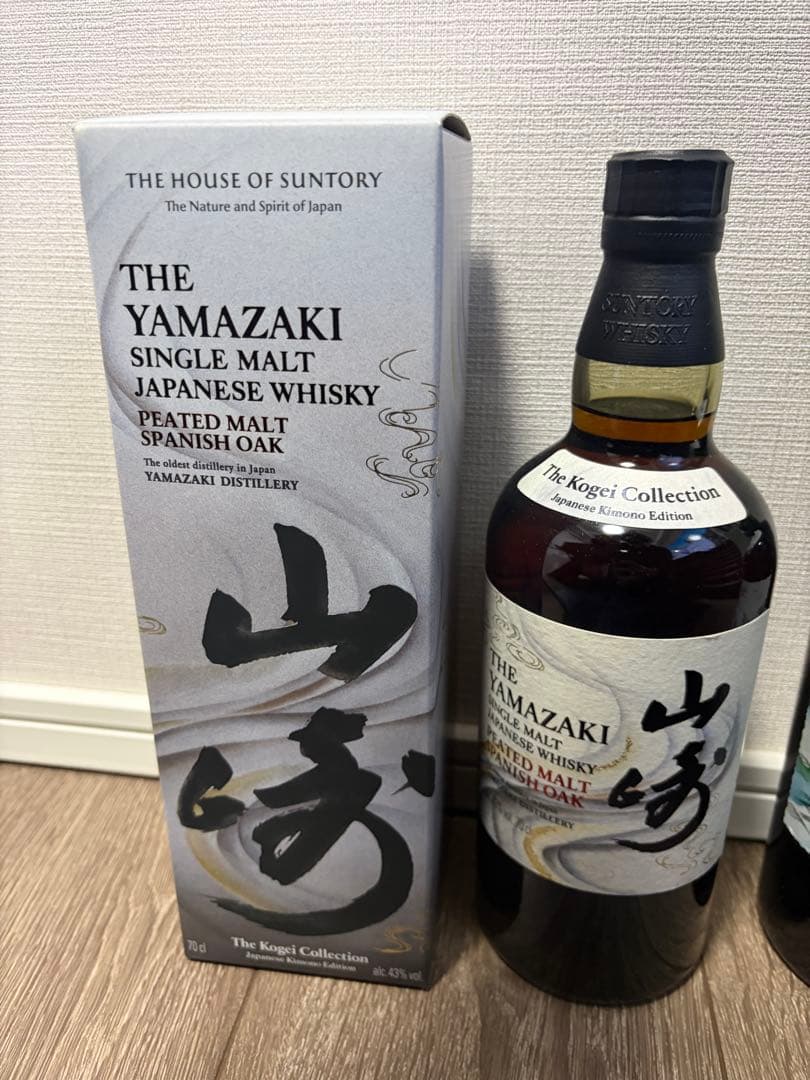 THE HOUSE OF SUNTORY
The Nature and Spirit of Japan
THE
YAMAZAKI
SINGLE MALT
JAPANESE WHISKY
PEATED MALT
SPANISH OAK
The oldest distillery in Japan
YAMAZAKI DISTILLERY
山
崎
The Kogei Collection
Japanese Kimono Edition
70 cl
alc.43% vol.
SUNTORY
WHISKY
The Kogei Collection
Japanese Kimono Edition
THE
YAMAZAKI
SINGLE MALT
JAPANESE WHISKY
PEATED MALT
SPANISH OAK
DISTILLERY
山
崎